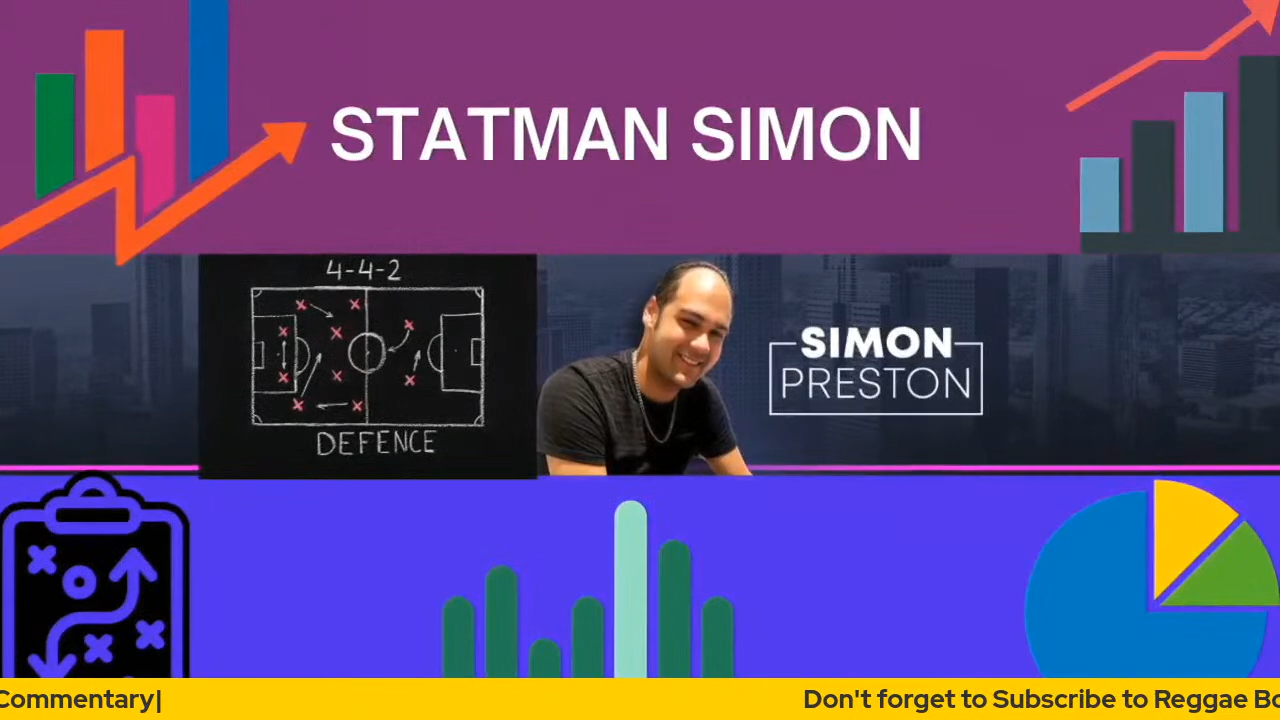 STATMAN SIMON
4-4-2
DEFENCE
SIMON
PRESTON
Commentary| Don't forget to Subscribe to Reggae